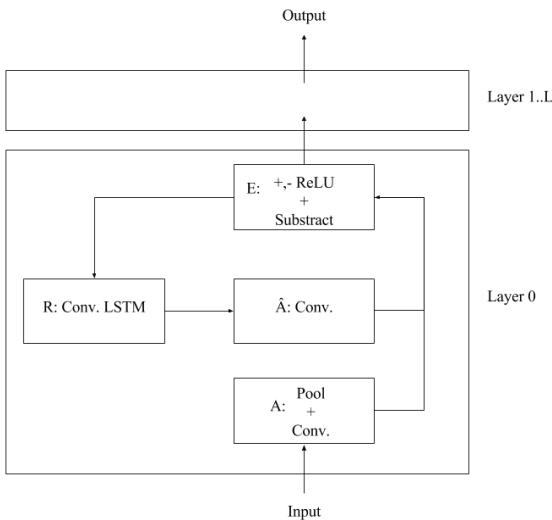 Output
Layer 1..L
E: +,- ReLU
+
Substract
R: Conv. LSTM
Â: Conv.
Layer 0
A: Pool
+
Conv.
Input